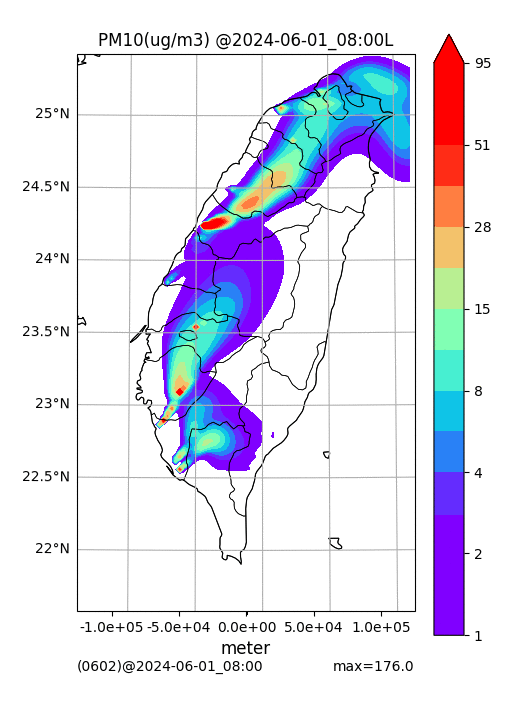 PM10(ug/m3) @2024-06-01_08:00L
95
25°N
51
24.5°N
28
24°N
15
23.5°N
8
23°N
22.5°N
4
22°N
2
1
-1.0e+05 -5.0e+04 0.0e+00 5.0e+04 1.0e+05
meter
(0602)@2024-06-01_08:00 max=176.0